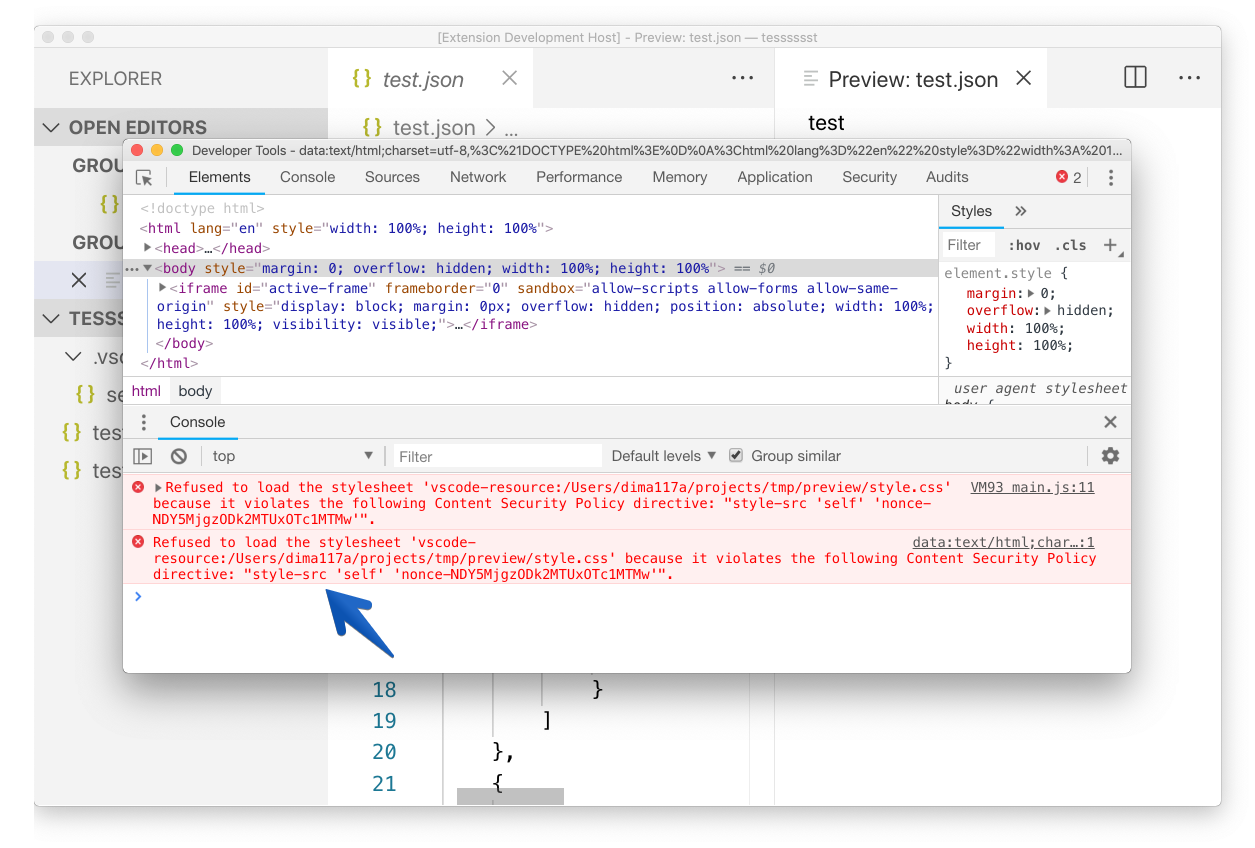 [Extension Development Host] - Preview: test.json — tesssssst
EXPLORER
{} test.json
Preview: test.json
OPEN EDITORS
{} test.json > ...
test
GROU
{}
GROU
TESSS
.vsc
{} se
{} tes
{} tes
Developer Tools - data:text/html;charset=utf-8,%3C%21DOCTYPE%20html%3E%0D%0A%3Chtml%20lang%3D%22en%22%20style%3D%22width%3A%201...
Elements Console Sources Network Performance Memory Application Security Audits 2
<!doctype html>
<html lang="en" style="width: 100%; height: 100%">
<head>…</head>
<body style="margin: 0; overflow: hidden; width: 100%; height: 100%"> == $0
<iframe id="active-frame" frameborder="0" sandbox="allow-scripts allow-forms allow-same-
origin" style="display: block; margin: 0px; overflow: hidden; position: absolute; width: 100%;
height: 100%; visibility: visible;">…</iframe>
</body>
</html>
html body
Styles »
Filter :hov .cls +
element.style {
margin: 0;
overflow: hidden;
width: 100%;
height: 100%;
}
user agent stylesheet
body {
Console
top Filter Default levels Group similar
Refused to load the stylesheet 'vscode-resource:/Users/dima117a/projects/tmp/preview/style.css' VM93 main.js:11
because it violates the following Content Security Policy directive: "style-src 'self' 'nonce-
NDY5MjgzODk2MTUxOTc1MTMw'".
Refused to load the stylesheet 'vscode- data:text/html;char…:1
resource:/Users/dima117a/projects/tmp/preview/style.css' because it violates the following Content Security Policy
directive: "style-src 'self' 'nonce-NDY5MjgzODk2MTUxOTc1MTMw'".
>
18 }
19 ]
20 },
21 {